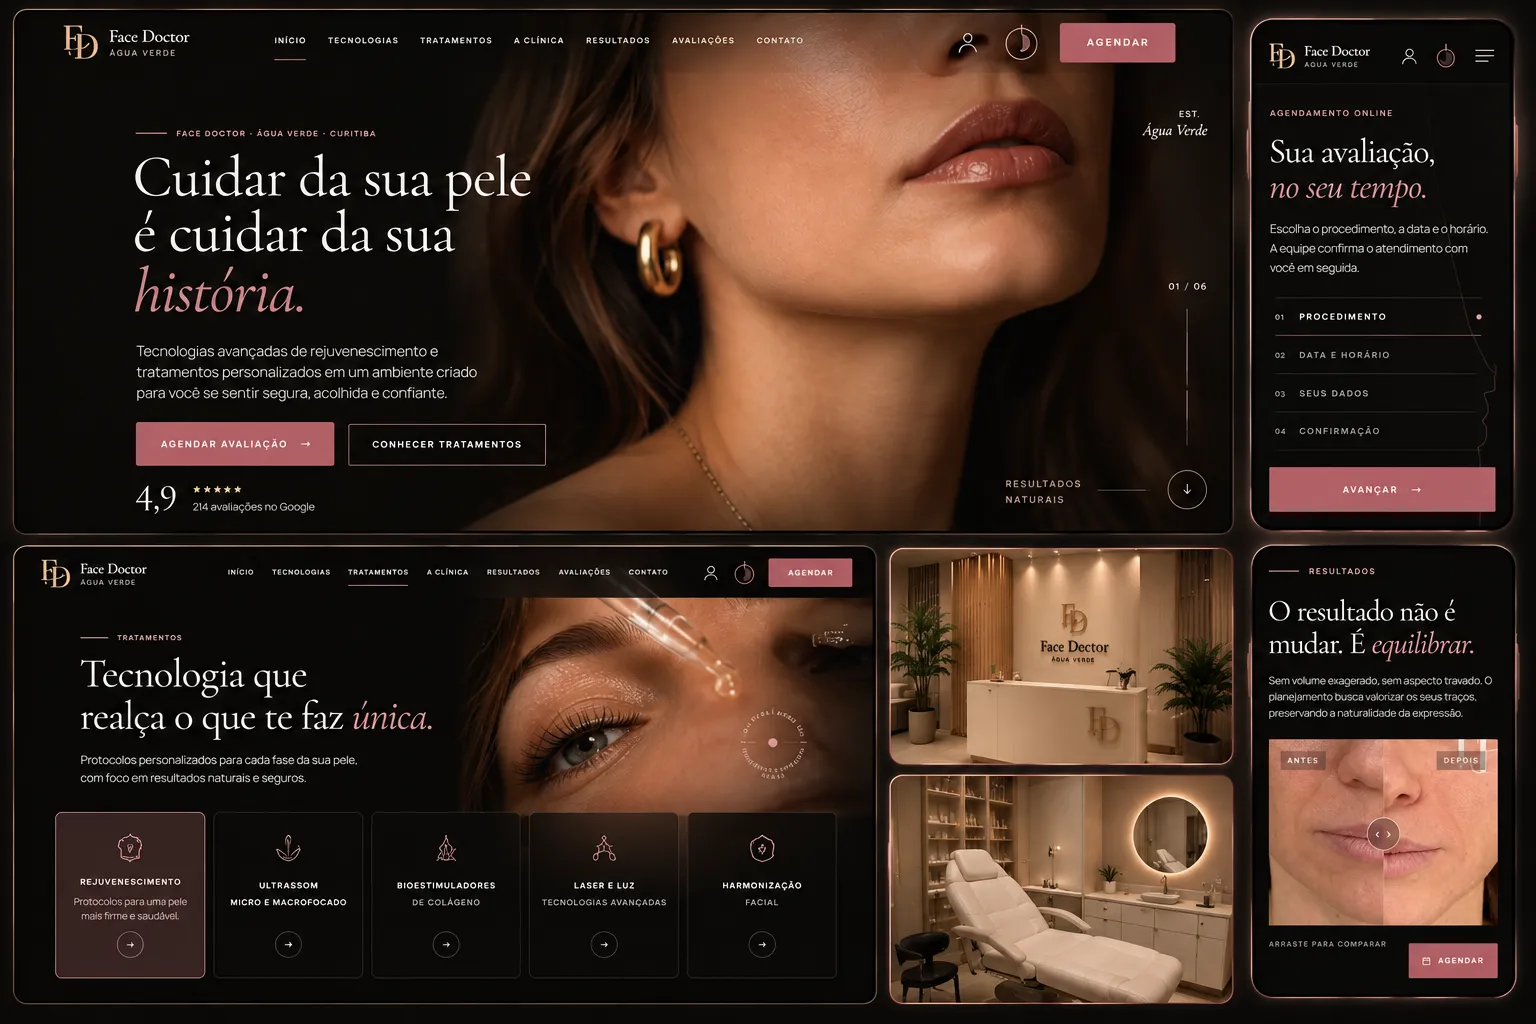 Face Doctor
ÁGUA VERDE
INÍCIO
TECNOLOGIAS
TRATAMENTOS
A CLÍNICA
RESULTADOS
AVALIAÇÕES
CONTATO
AGENDAR
EST.
Água Verde
FACE DOCTOR · ÁGUA VERDE · CURITIBA
Cuidar da sua pele
é cuidar da sua
história.
Tecnologias avançadas de rejuvenescimento e
tratamentos personalizados em um ambiente criado
para você se sentir segura, acolhida e confiante.
AGENDAR AVALIAÇÃO →
CONHECER TRATAMENTOS
4,9
★★★★★
214 avaliações no Google
01 / 06
RESULTADOS
NATURAIS
Face Doctor
ÁGUA VERDE
AGENDAMENTO ONLINE
Sua avaliação,
no seu tempo.
Escolha o procedimento, a data e o horário.
A equipe confirma o atendimento com
você em seguida.
01 PROCEDIMENTO
02 DATA E HORÁRIO
03 SEUS DADOS
04 CONFIRMAÇÃO
AVANÇAR →
Face Doctor
ÁGUA VERDE
INÍCIO
TECNOLOGIAS
TRATAMENTOS
A CLÍNICA
RESULTADOS
AVALIAÇÕES
CONTATO
AGENDAR
TRATAMENTOS
Tecnologia que
realça o que te faz única.
Protocolos personalizados para cada fase da sua pele,
com foco em resultados naturais e seguros.
REJUVENESCIMENTO
Protocolos para uma pele
mais firme e saudável.
ULTRASSOM
MICRO E MACROFOCADO
BIOESTIMULADORES
DE COLÁGENO
LASER E LUZ
TECNOLOGIAS AVANÇADAS
HARMONIZAÇÃO
FACIAL
FD
Face Doctor
ÁGUA VERDE
FD
RESULTADOS
O resultado não é
mudar. É equilibrar.
Sem volume exagerado, sem aspecto travado. O
planejamento busca valorizar os seus traços,
preservando a naturalidade da expressão.
ANTES
DEPOIS
ARRASTE PARA COMPARAR
AGENDAR